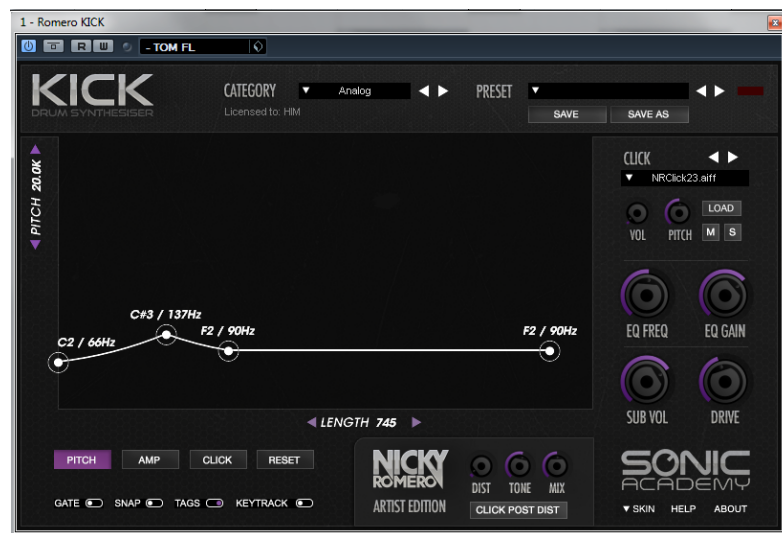 1 - Romero KICK
R W - TOM FL
KICK
DRUM SYNTHESISER
CATEGORY Analog PRESET
Licensed to: HIM SAVE SAVE AS
PITCH 20.0K
CLICK
NRClick23.aiff
LOAD
VOL PITCH M S
C2 / 66Hz
C#3 / 137Hz
F2 / 90Hz
F2 / 90Hz
EQ FREQ EQ GAIN
SUB VOL DRIVE
LENGTH 745
PITCH AMP CLICK RESET
GATE SNAP TAGS KEYTRACK
NICKY
ROMERO
ARTIST EDITION
DIST TONE MIX
CLICK POST DIST
SONIC
ACADEMY
SKIN HELP ABOUT